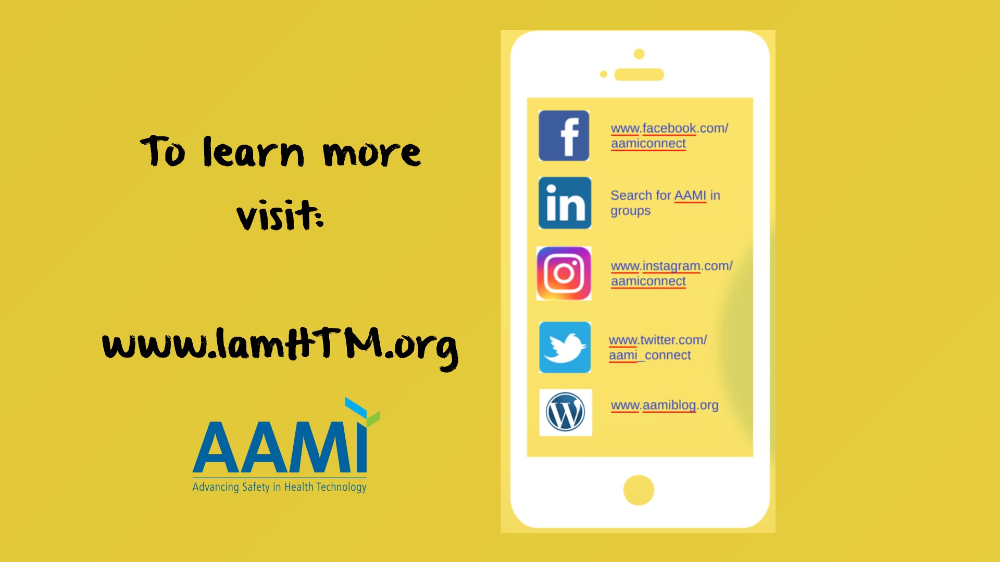 To learn more
visit:
www.IamHTM.org
AAMI
Advancing Safety in Health Technology
www.facebook.com/
aamiconnect
Search for AAMI in
groups
www.instagram.com/
aamiconnect
www.twitter.com/
aami_connect
www.aamiblog.org